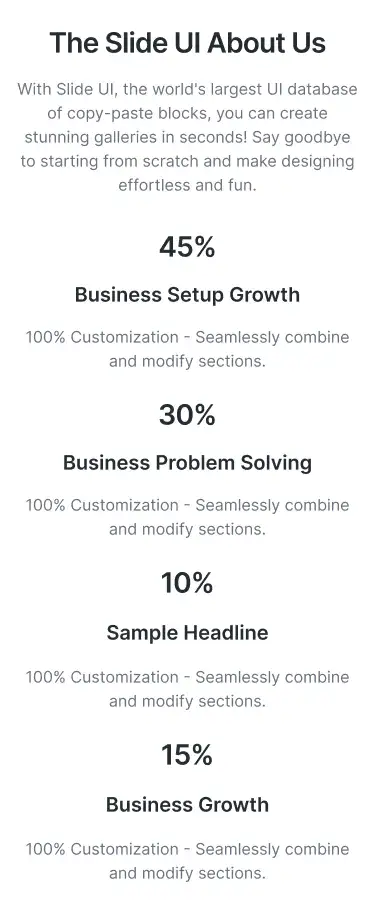 The Slide UI About Us
With Slide UI, the world's largest UI database
of copy-paste blocks, you can create
stunning galleries in seconds! Say goodbye
to starting from scratch and make designing
effortless and fun.
45%
Business Setup Growth
100% Customization - Seamlessly combine
and modify sections.
30%
Business Problem Solving
100% Customization - Seamlessly combine
and modify sections.
10%
Sample Headline
100% Customization - Seamlessly combine
and modify sections.
15%
Business Growth
100% Customization - Seamlessly combine
and modify sections.